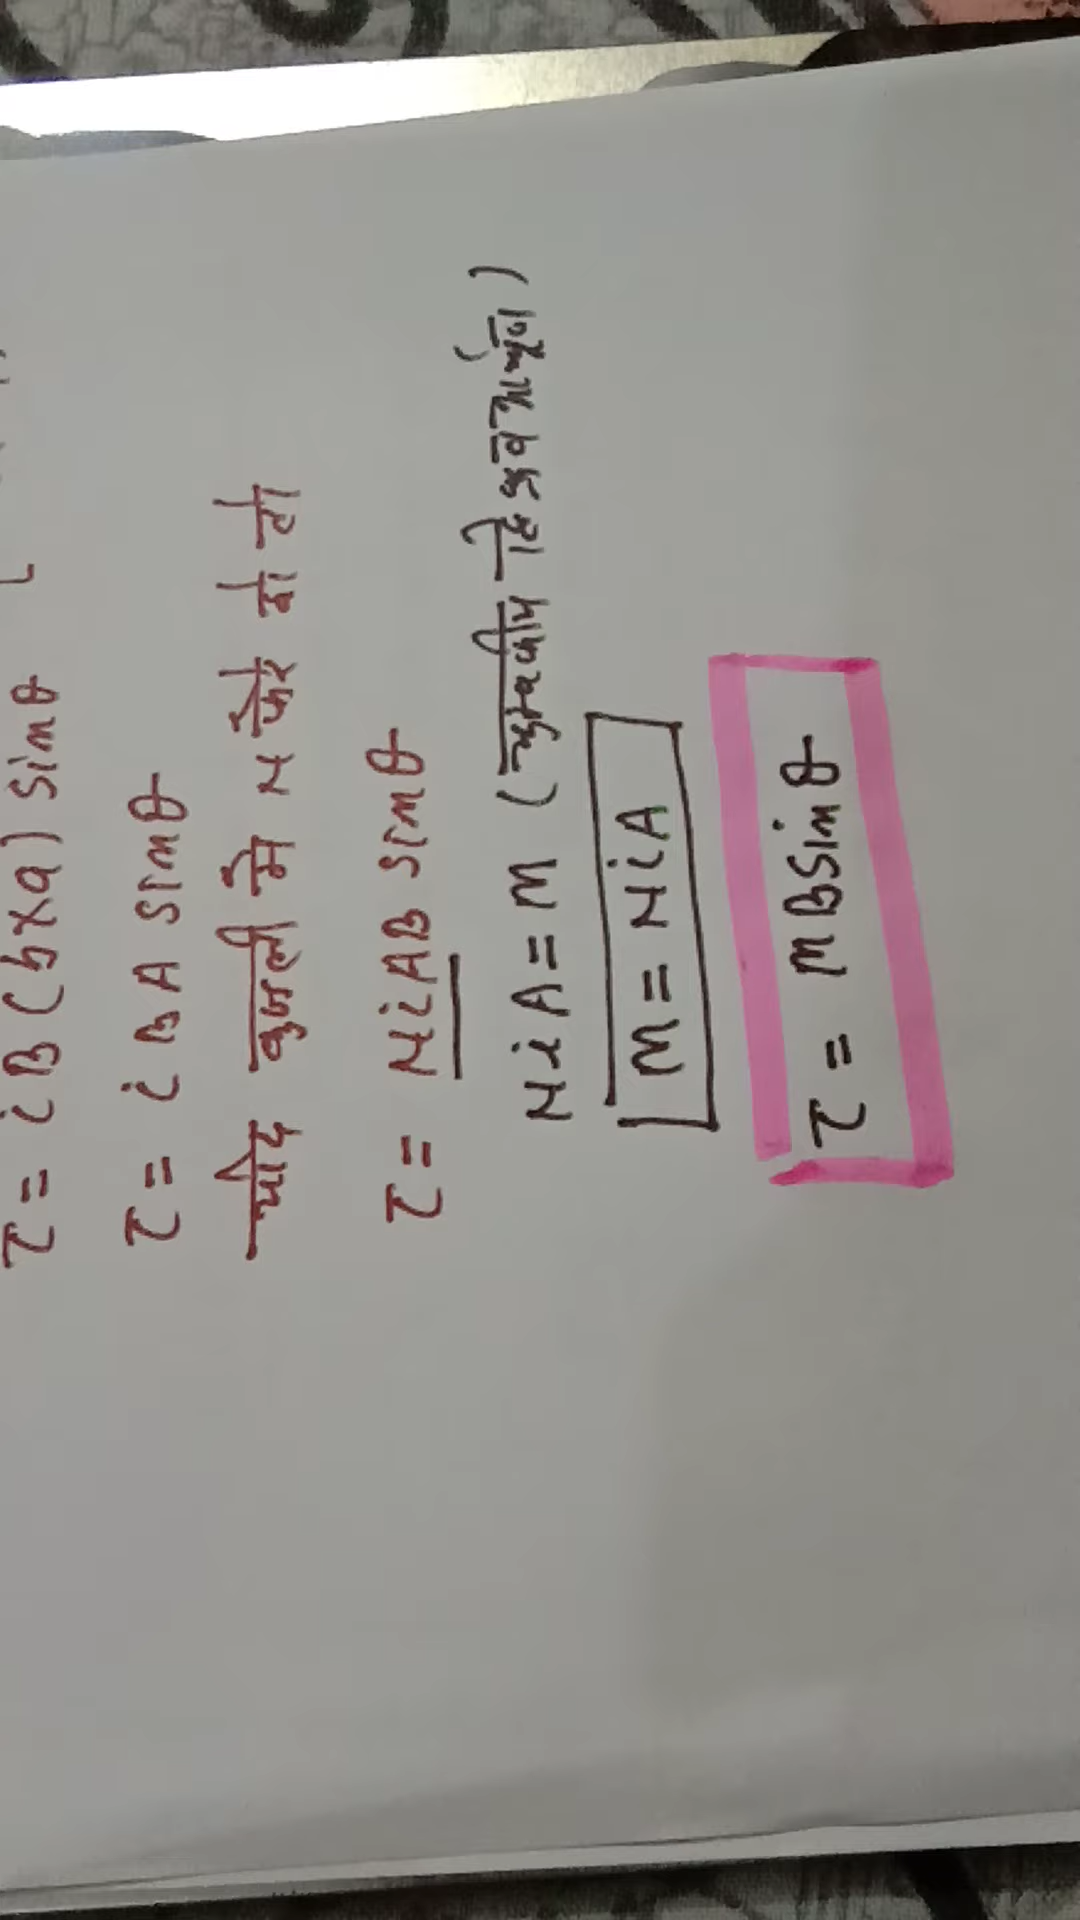 τ = iB(b×a) sinθ
τ = iBA sinθ
यदि कुण्डली में N फेरे हो तो
τ = NiAB sinθ
NiA = M (चुम्बकीय द्विध्रुव आघूर्ण)
M = NiA
τ = MBsinθ